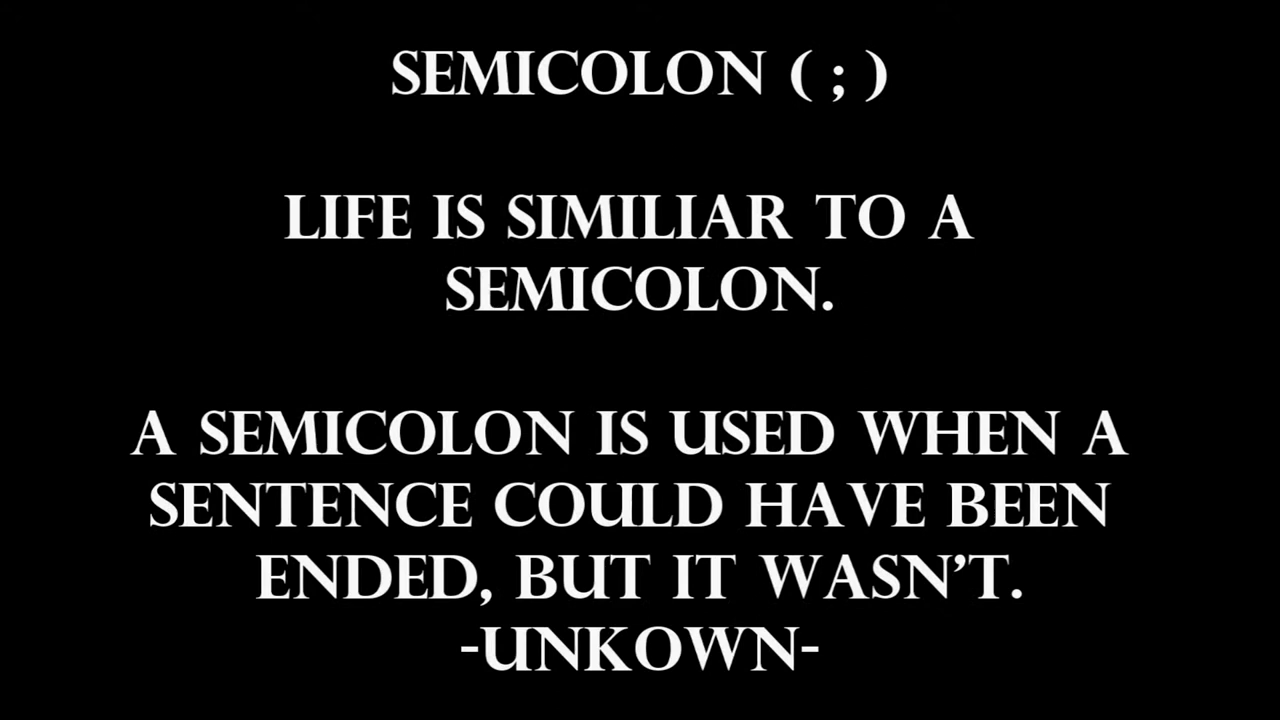 SEMICOLON ( ; )
LIFE IS SIMILIAR TO A
SEMICOLON.
A SEMICOLON IS USED WHEN A
SENTENCE COULD HAVE BEEN
ENDED, BUT IT WASN'T.
-UNKOWN-